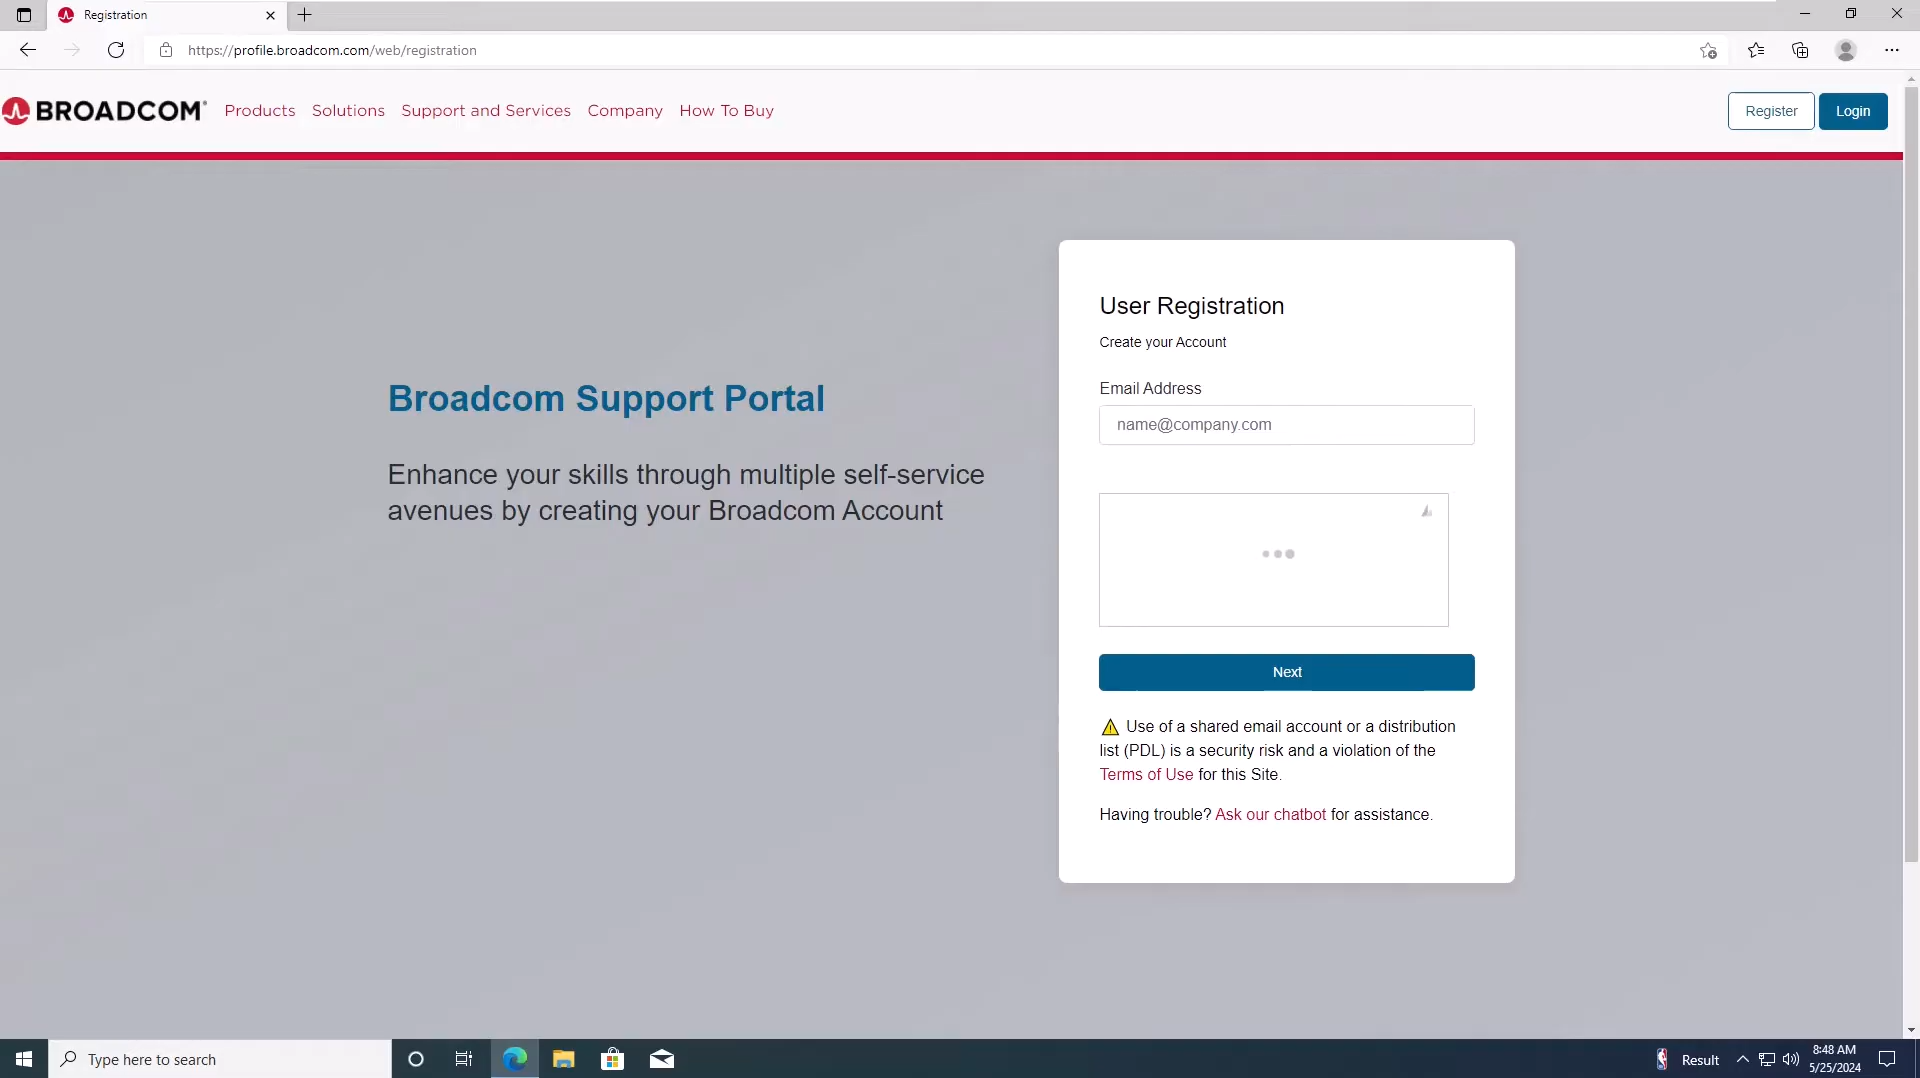 Registration
https://profile.broadcom.com/web/registration
BROADCOM
Products
Solutions
Support and Services
Company
How To Buy
Register
Login
Broadcom Support Portal
Enhance your skills through multiple self-service
avenues by creating your Broadcom Account
User Registration
Create your Account
Email Address
name@company.com
Next
Use of a shared email account or a distribution
list (PDL) is a security risk and a violation of the
Terms of Use for this Site.
Having trouble? Ask our chatbot for assistance.
Type here to search
Result
8:48 AM
5/25/2024